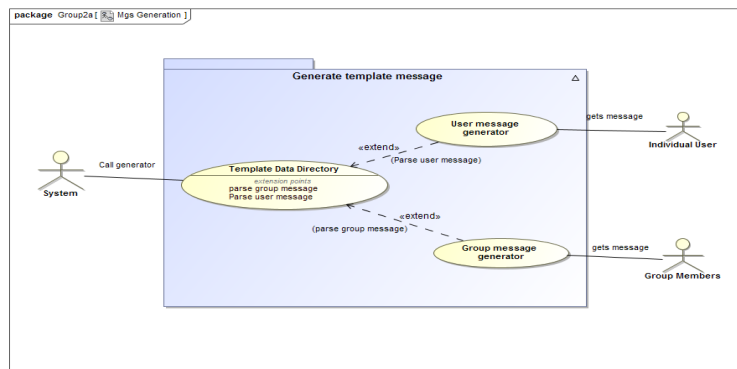 package Group2a [ Mgs Generation ]
Generate template message
User message
generator
gets message
Individual User
«extend»
(Parse user message)
Call generator
System
Template Data Directory
extension points
parse group message
Parse user message
«extend»
(parse group message)
Group message
generator
gets message
Group Members